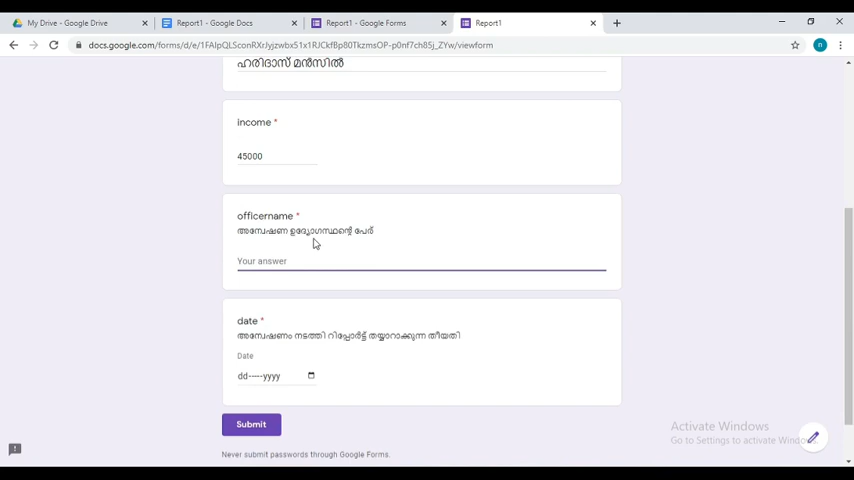 My Drive - Google Drive
Report1 - Google Docs
Report1 - Google Forms
Report1
docs.google.com/forms/d/e/1FAIpQLSconRXrJyjzwbx51x1RJCkfBp80TkzmsOP-p0nf7ch85j_ZYw/viewform
n
ഹരിദാസ് മൻസിൽ
income *
45000
officername *
അന്വേഷണ ഉദ്യോഗസ്ഥന്റെ പേര്
Your answer
date *
അന്വേഷണം നടത്തി റിപ്പോർട്ട് തയ്യാറാക്കുന്ന തീയതി
Date
dd-----yyyy
Submit
Activate Windows
Go to Settings to activate Windows.
Never submit passwords through Google Forms.